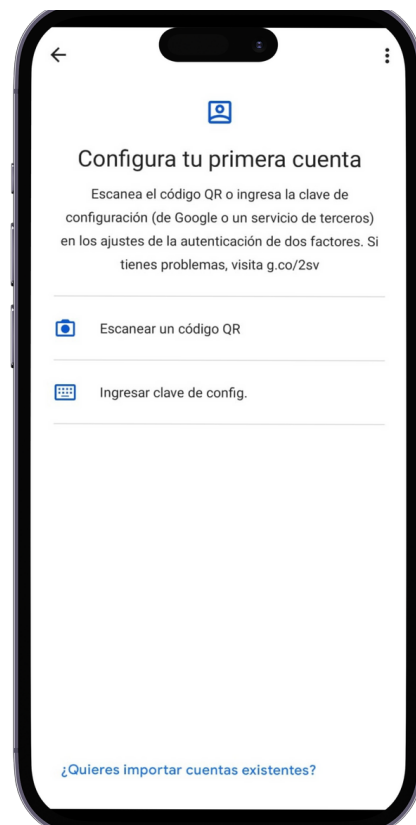 Configura tu primera cuenta
Escanea el código QR o ingresa la clave de
configuración (de Google o un servicio de terceros)
en los ajustes de la autenticación de dos factores. Si
tienes problemas, visita g.co/2sv
Escanear un código QR
Ingresar clave de config.
¿Quieres importar cuentas existentes?